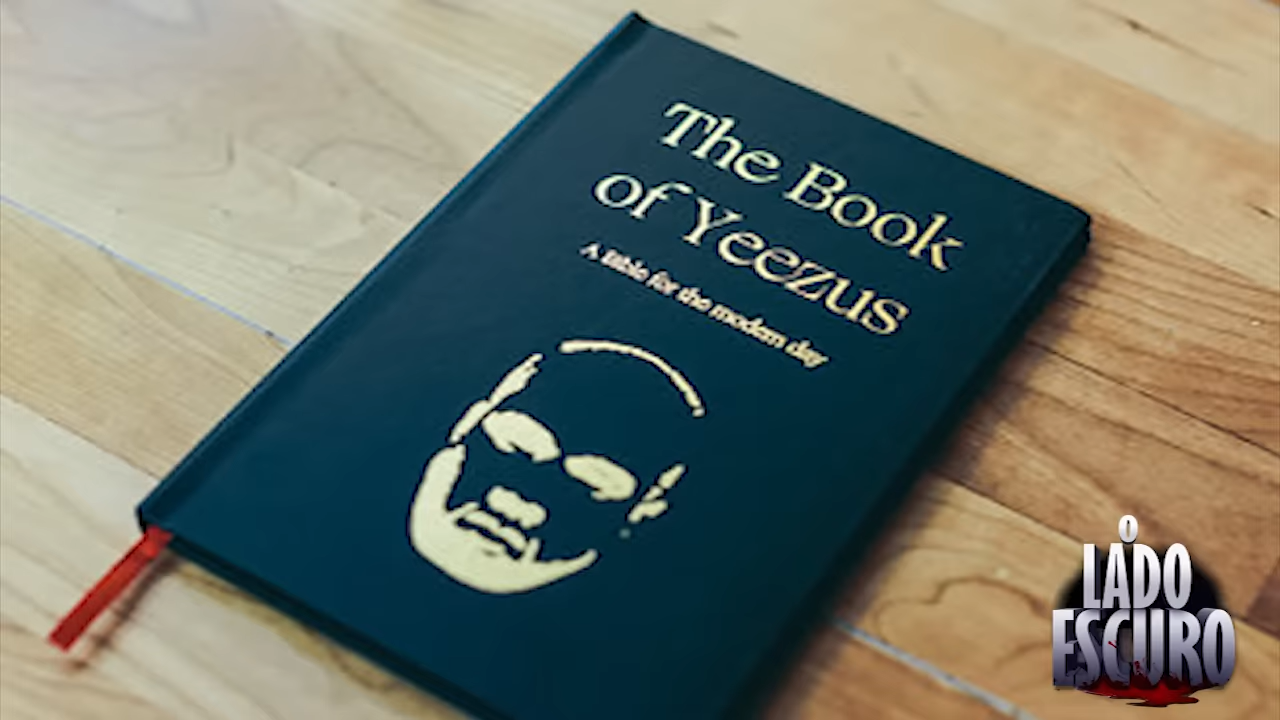 The Book
of Yeezus
A Bible for the modern day
O
LADO
ESCURO